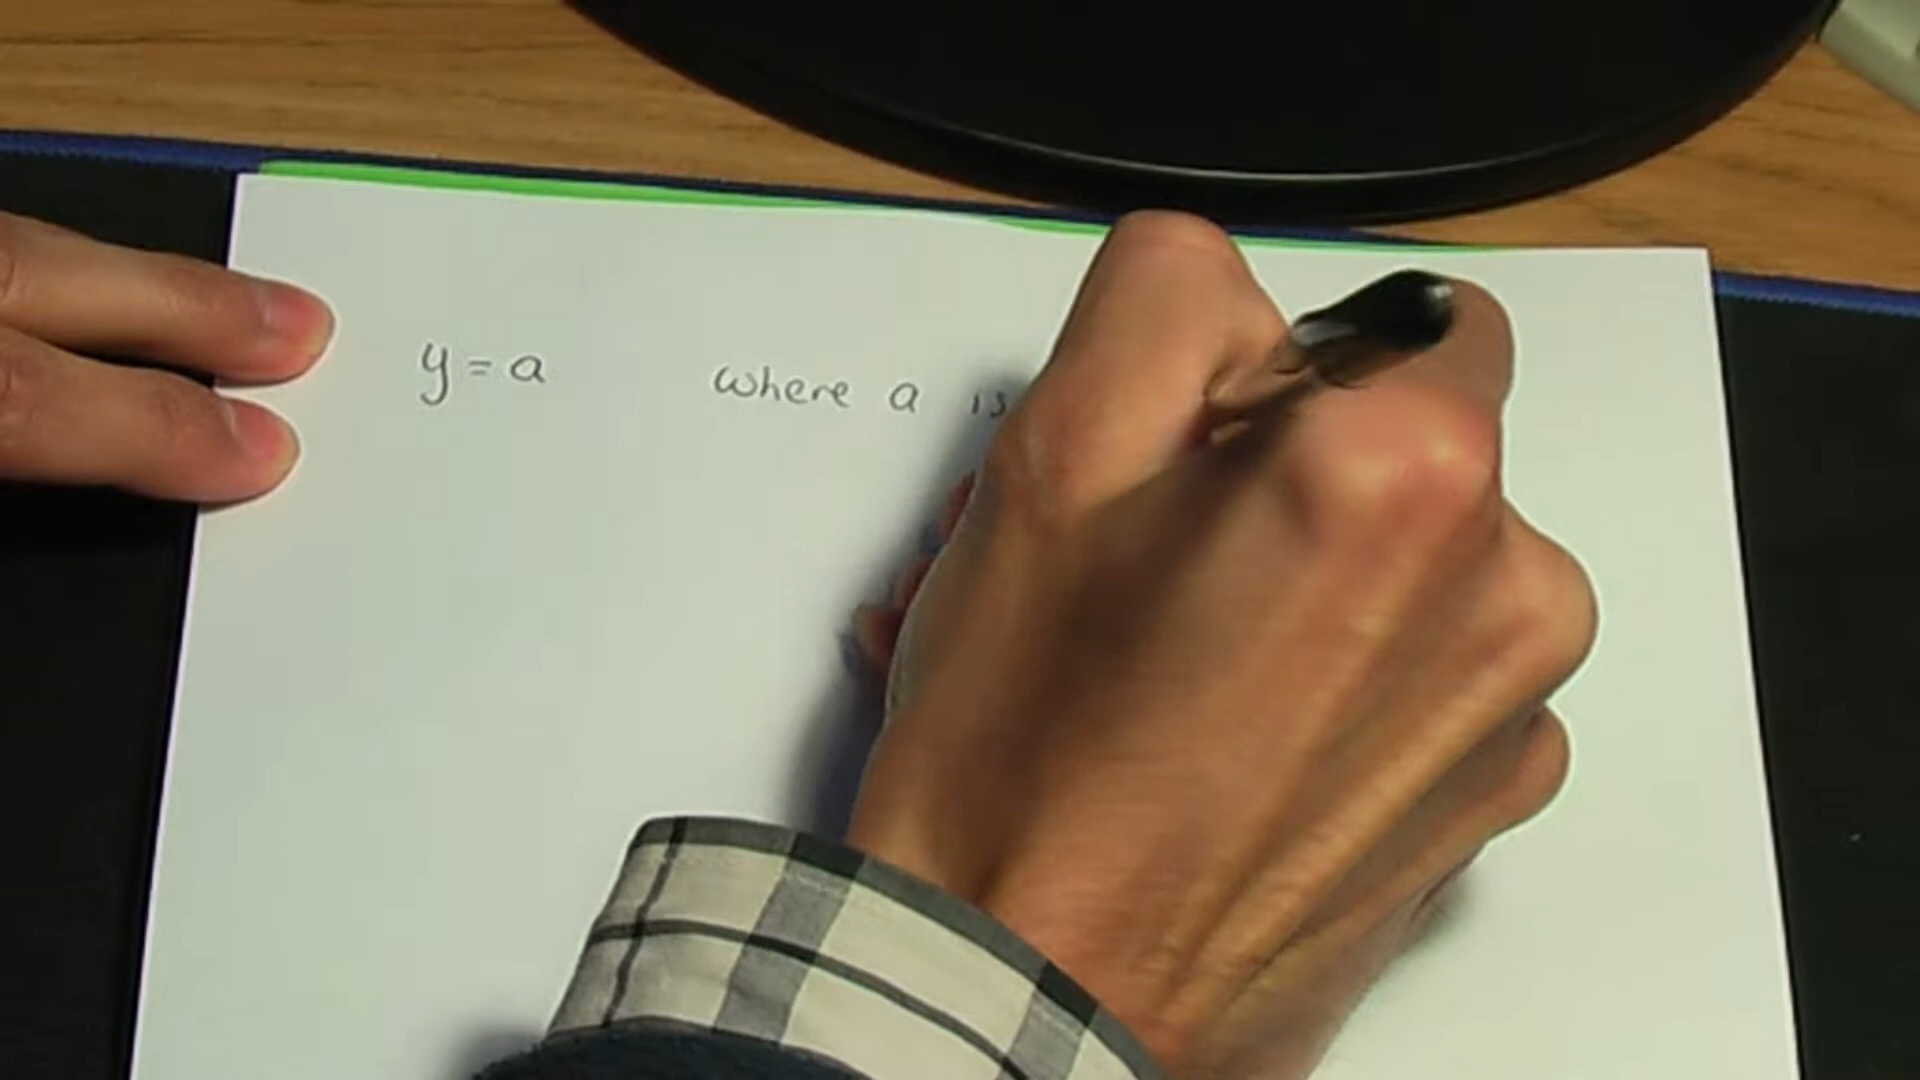 y = a where a is